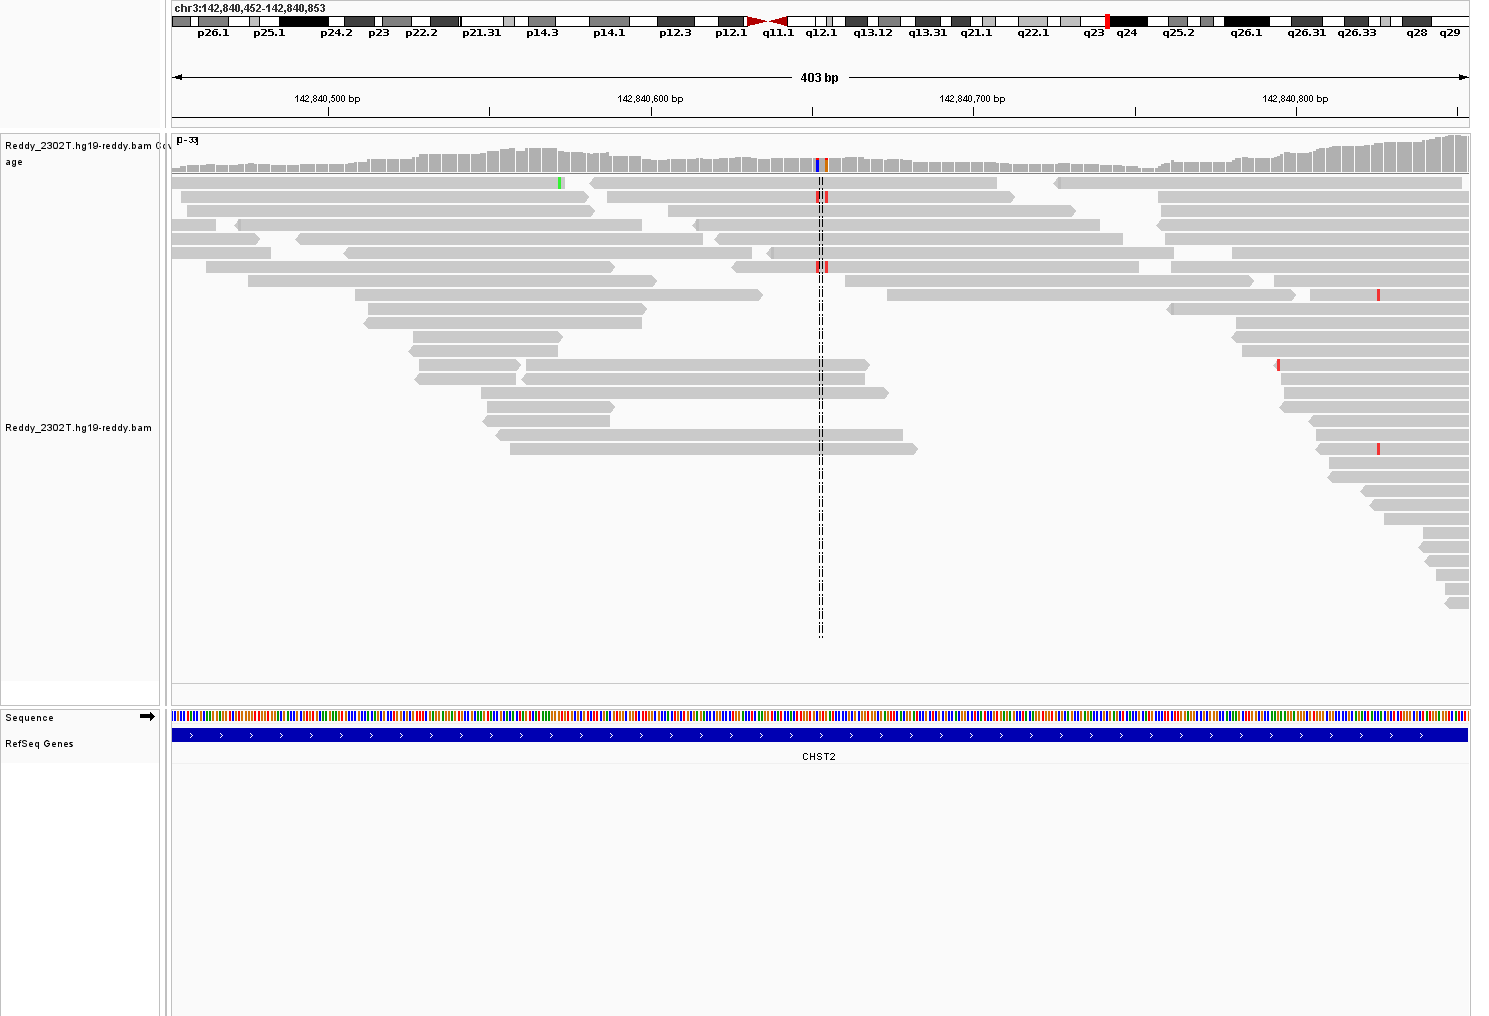 chr3:142,840,452-142,840,853
p26.1 p25.1 p24.2 p23 p22.2 p21.31 p14.3 p14.1 p12.3 p12.1 q11.1 q12.1 q13.12 q13.31 q21.1 q22.1 q23 q24 q25.2 q26.1 q26.31 q26.33 q28 q29
403 bp
142,840,500 bp 142,840,600 bp 142,840,700 bp 142,840,800 bp
[0-33]
Reddy_2302T.hg19-reddy.bam Cov
age
Reddy_2302T.hg19-reddy.bam
Sequence
RefSeq Genes
CHST2